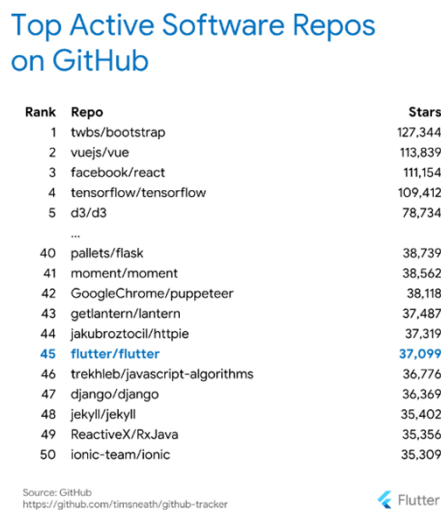 Top Active Software Repos
on GitHub
Rank Repo Stars
1 twbs/bootstrap 127,344
2 vuejs/vue 113,839
3 facebook/react 111,154
4 tensorflow/tensorflow 109,412
5 d3/d3 78,734
...
40 pallets/flask 38,739
41 moment/moment 38,562
42 GoogleChrome/puppeteer 38,118
43 getlantern/lantern 37,487
44 jakubroztocil/httpie 37,319
45 flutter/flutter 37,099
46 trekhleb/javascript-algorithms 36,776
47 django/django 36,369
48 jekyll/jekyll 35,402
49 ReactiveX/RxJava 35,356
50 ionic-team/ionic 35,309
Source: GitHub
https://github.com/timsneath/github-tracker
Flutter